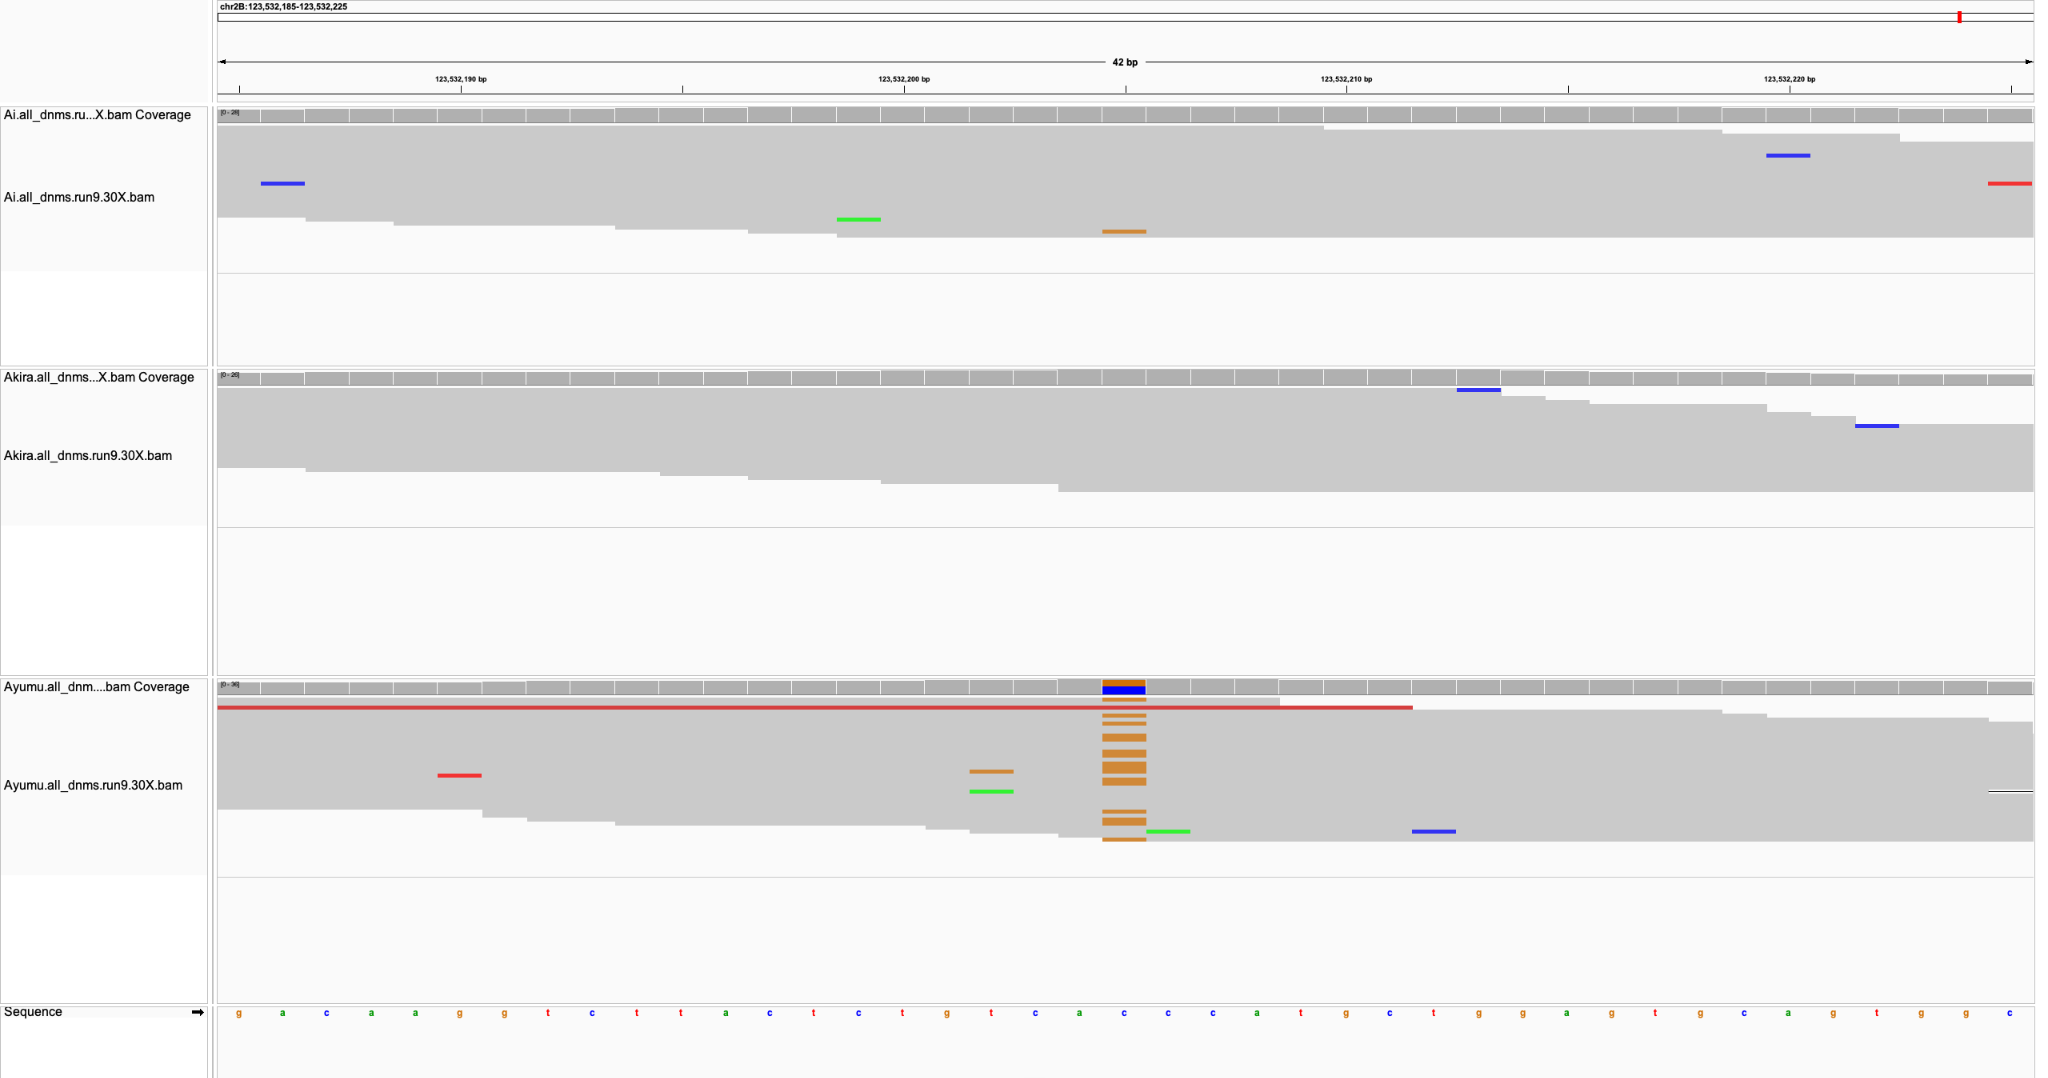 chr2B:123,532,185-123,532,225
42 bp
123,532,190 bp 123,532,200 bp 123,532,210 bp 123,532,220 bp
Ai.all_dnms.ru...X.bam Coverage
[0 - 28]
Ai.all_dnms.run9.30X.bam
Akira.all_dnms...X.bam Coverage
[0 - 26]
Akira.all_dnms.run9.30X.bam
Ayumu.all_dnm....bam Coverage
[0 - 36]
Ayumu.all_dnms.run9.30X.bam
Sequence
g a c a a g g t c t t a c t c t g t c a c c c a t g c t g g a g t g c a g t g g c